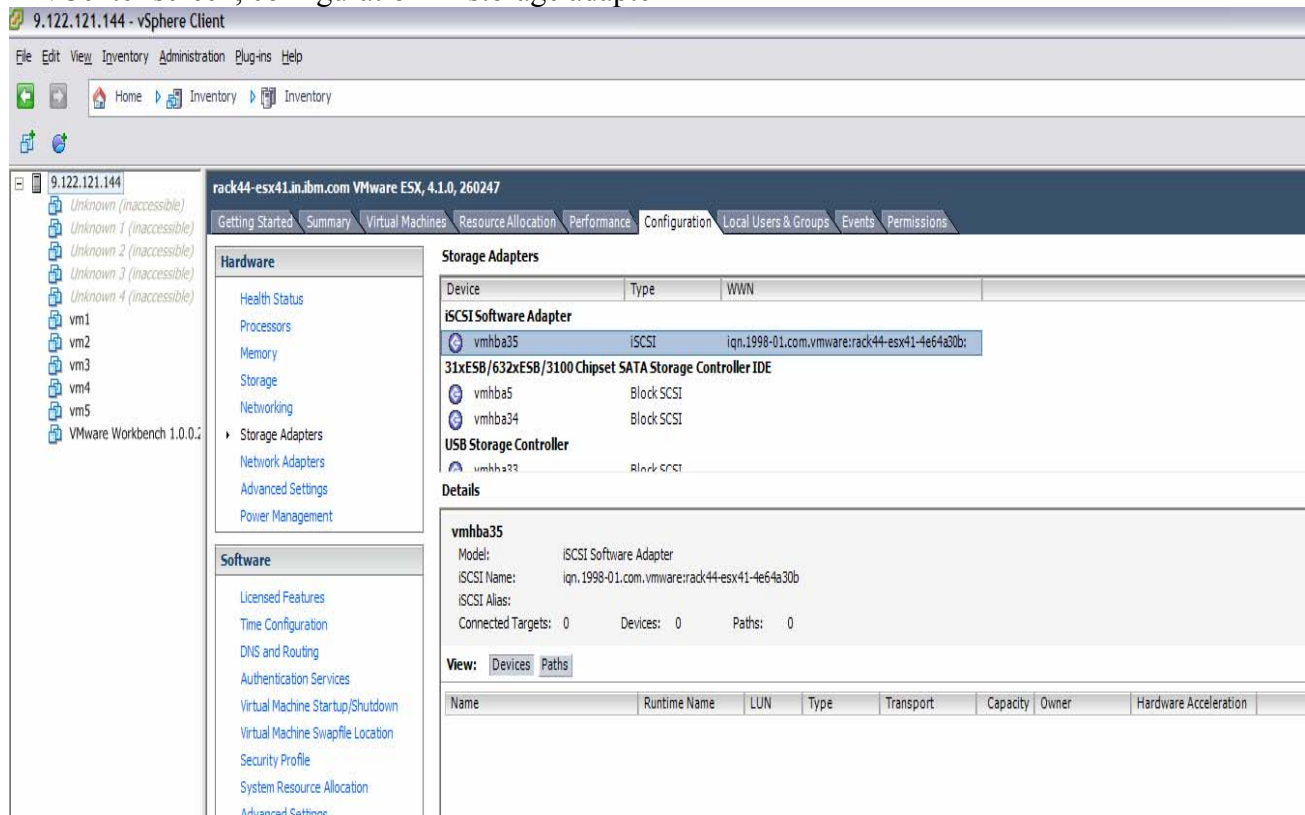 9.122.121.144 - vSphere Client
File Edit View Inventory Administration Plug-ins Help
Home Inventory Inventory
9.122.121.144
Unknown (inaccessible)
Unknown 1 (inaccessible)
Unknown 2 (inaccessible)
Unknown 3 (inaccessible)
Unknown 4 (inaccessible)
vm1
vm2
vm3
vm4
vm5
VMware Workbench 1.0.0.2
rack44-esx41.in.ibm.com VMware ESX, 4.1.0, 260247
Getting Started Summary Virtual Machines Resource Allocation Performance Configuration Local Users & Groups Events Permissions
Hardware
Health Status
Processors
Memory
Storage
Networking
Storage Adapters
Network Adapters
Advanced Settings
Power Management
Software
Licensed Features
Time Configuration
DNS and Routing
Authentication Services
Virtual Machine Startup/Shutdown
Virtual Machine Swapfile Location
Security Profile
System Resource Allocation
Advanced Settings
Storage Adapters
Device Type WWN
iSCSI Software Adapter
vmhba35 iSCSI iqn.1998-01.com.vmware:rack44-esx41-4e64a30b:
31xESB/632xESB/3100 Chipset SATA Storage Controller IDE
vmhba5 Block SCSI
vmhba34 Block SCSI
USB Storage Controller
vmhba33 Block SCSI
Details
vmhba35
Model: iSCSI Software Adapter
iSCSI Name: iqn.1998-01.com.vmware:rack44-esx41-4e64a30b
iSCSI Alias:
Connected Targets: 0 Devices: 0 Paths: 0
View: Devices Paths
Name Runtime Name LUN Type Transport Capacity Owner Hardware Acceleration